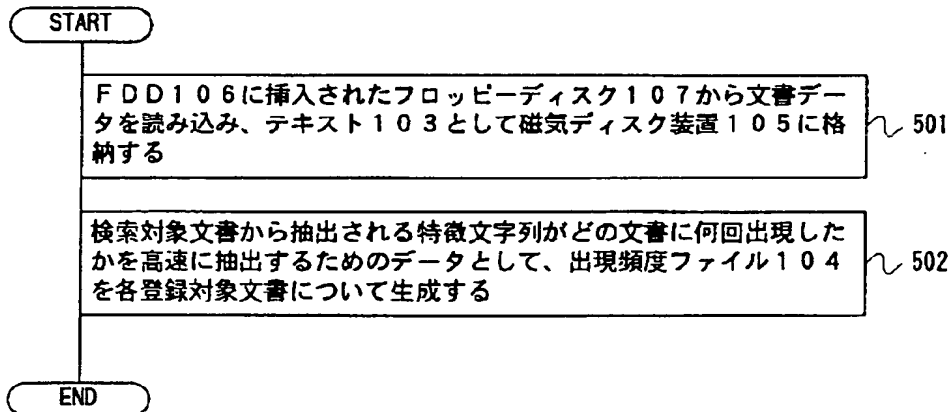 START
FDD106に挿入されたフロッピーディスク107から文書デー
タを読み込み、テキスト103として磁気ディスク装置105に格
納する
501
検索対象文書から抽出される特徴文字列がどの文書に何回出現した
かを高速に抽出するためのデータとして、出現頻度ファイル104
を各登録対象文書について生成する
502
END